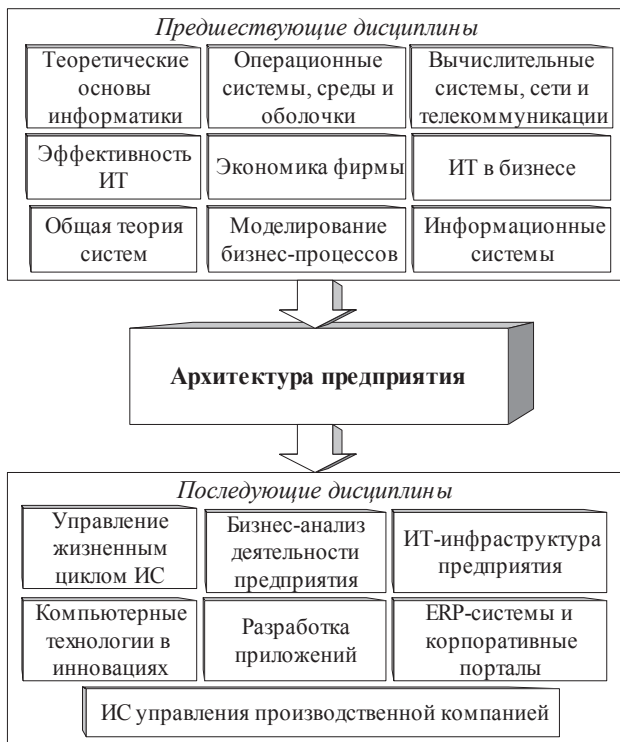 Предшествующие дисциплины
Теоретические
основы
информатики
Операционные
системы, среды и
оболочки
Вычислительные
системы, сети и
телекоммуникации
Эффективность
ИТ
Экономика фирмы
ИТ в бизнесе
Общая теория
систем
Моделирование
бизнес-процессов
Информационные
системы
Архитектура предприятия
Последующие дисциплины
Управление
жизненным
циклом ИС
Бизнес-анализ
деятельности
предприятия
ИТ-инфраструктура
предприятия
Компьютерные
технологии в
инновациях
Разработка
приложений
ERP-системы и
корпоративные
порталы
ИС управления производственной компанией